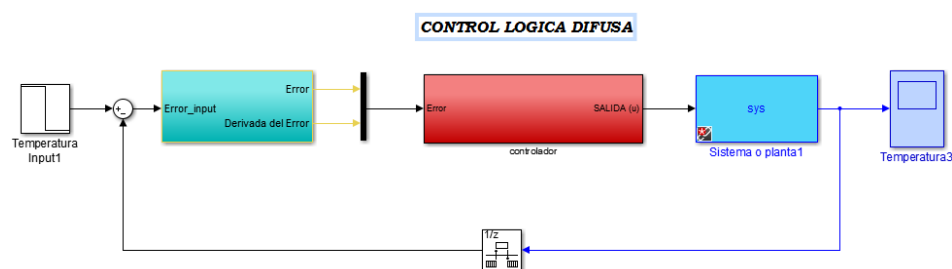 CONTROL LOGICA DIFUSA
Temperatura
Input1
Error_input
Error
Derivada del Error
Error
SALIDA (u)
controlador
sys
Sistema o planta1
Temperatura3
1/z